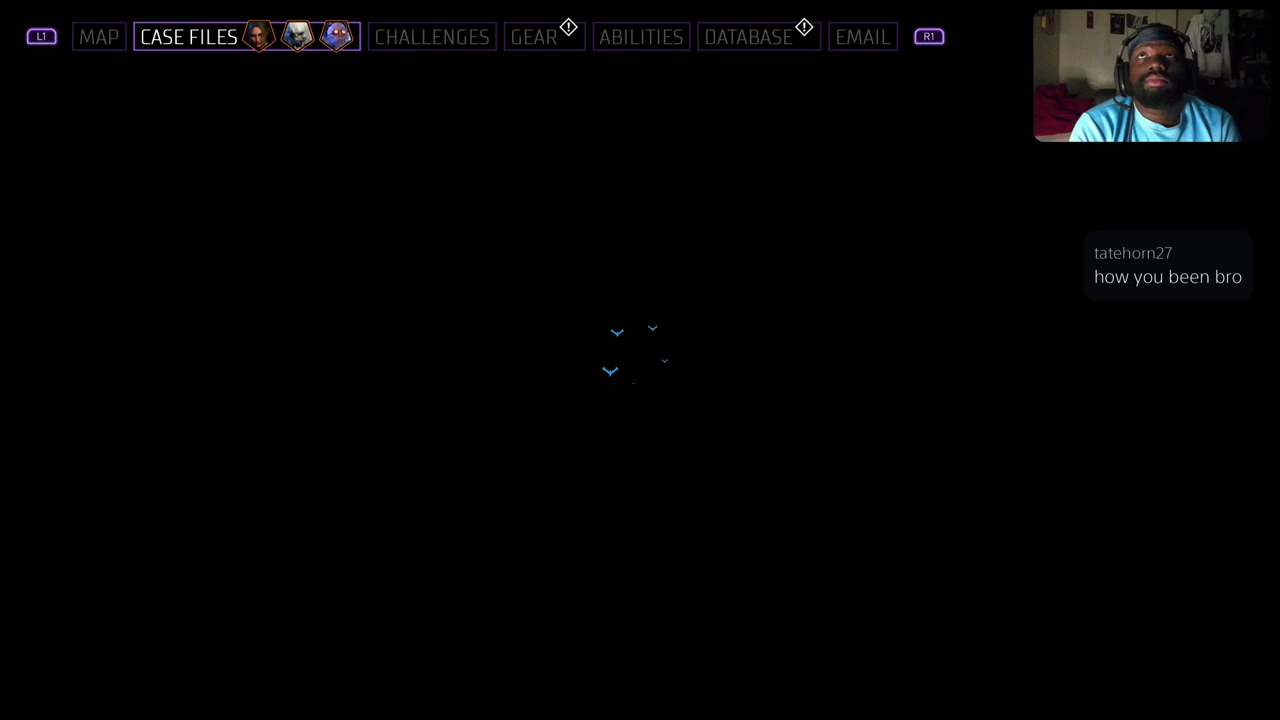 L1 MAP CASE FILES CHALLENGES GEAR ! ABILITIES DATABASE ! EMAIL R1
tatehorn27
how you been bro